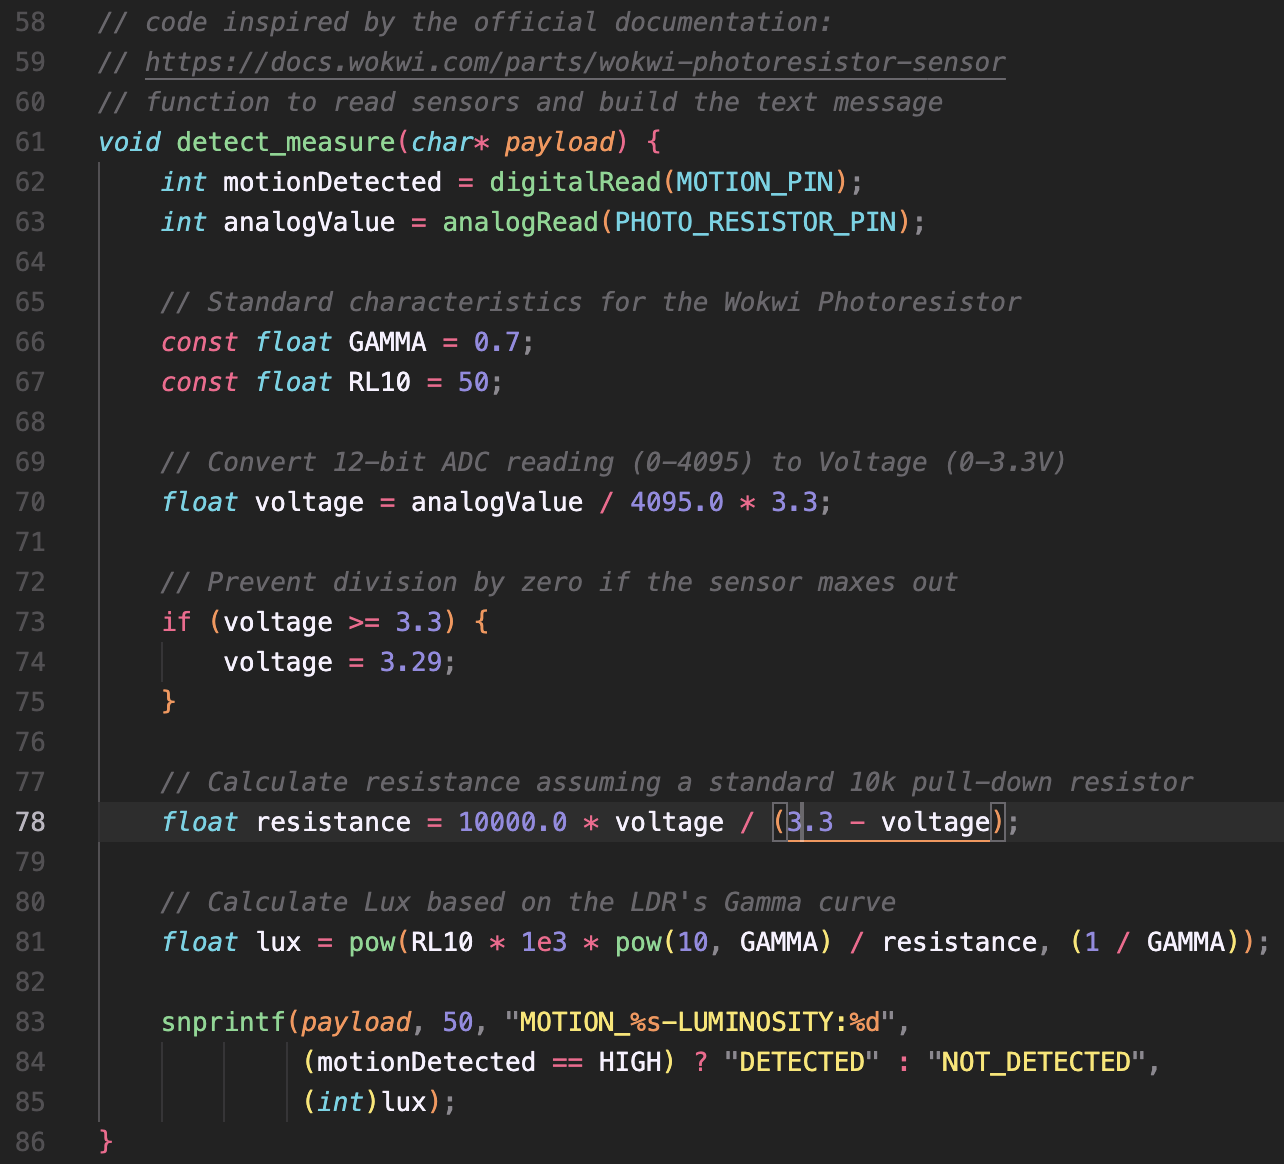 58 // code inspired by the official documentation:
59 // https://docs.wokwi.com/parts/wokwi-photoresistor-sensor
60 // function to read sensors and build the text message
61 void detect_measure(char* payload) {
62     int motionDetected = digitalRead(MOTION_PIN);
63     int analogValue = analogRead(PHOTO_RESISTOR_PIN);
64
65     // Standard characteristics for the Wokwi Photoresistor
66     const float GAMMA = 0.7;
67     const float RL10 = 50;
68
69     // Convert 12-bit ADC reading (0-4095) to Voltage (0-3.3V)
70     float voltage = analogValue / 4095.0 * 3.3;
71
72     // Prevent division by zero if the sensor maxes out
73     if (voltage >= 3.3) {
74         voltage = 3.29;
75     }
76
77     // Calculate resistance assuming a standard 10k pull-down resistor
78     float resistance = 10000.0 * voltage / (3.3 - voltage);
79
80     // Calculate Lux based on the LDR's Gamma curve
81     float lux = pow(RL10 * 1e3 * pow(10, GAMMA) / resistance, (1 / GAMMA));
82
83     snprintf(payload, 50, "MOTION_%s-LUMINOSITY:%d",
84              (motionDetected == HIGH) ? "DETECTED" : "NOT_DETECTED",
85              (int)lux);
86 }